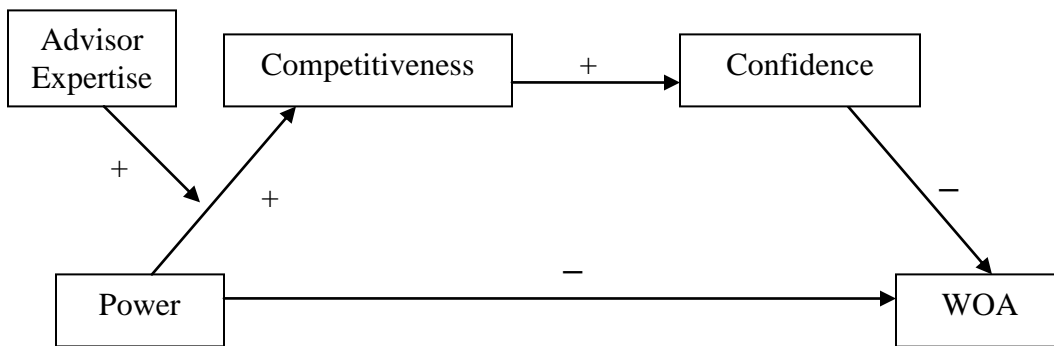 Advisor
Expertise
Competitiveness
+
Confidence
+
+
–
–
Power
WOA